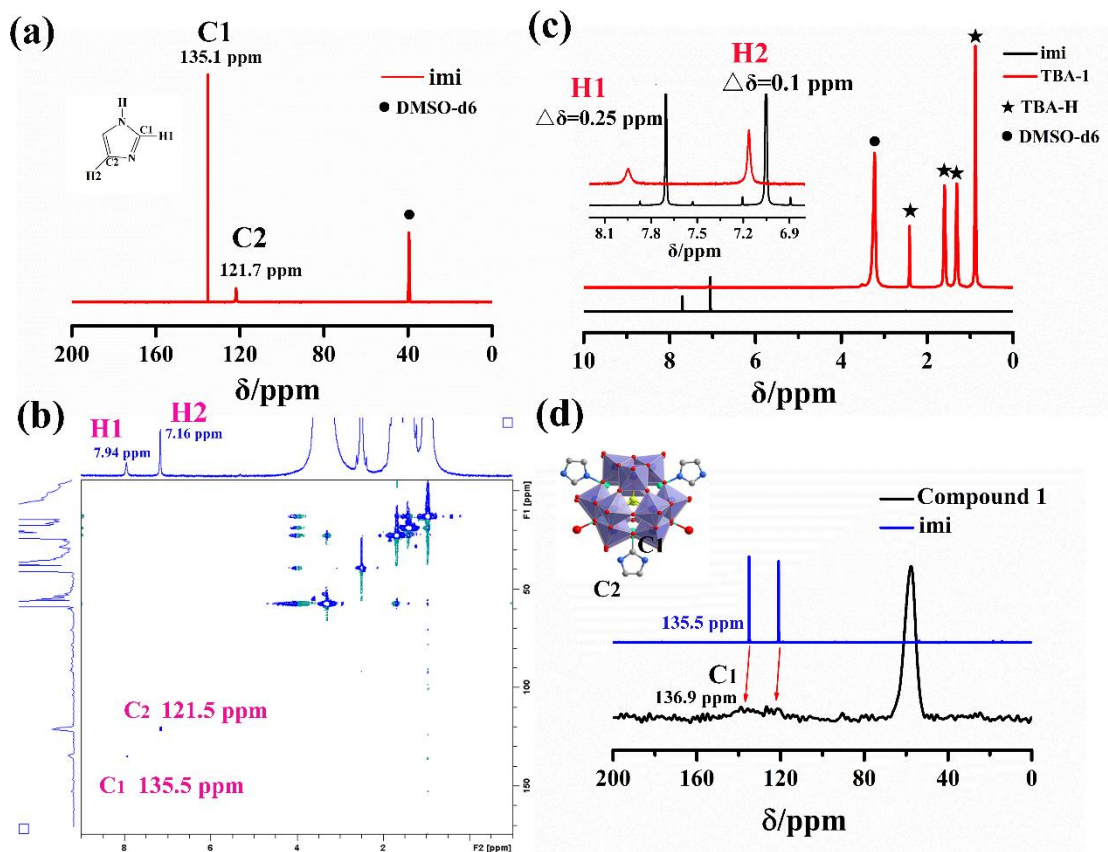 (a)
C1
135.1 ppm
imi
DMSO-d6
H
N
C1
H1
C2
N
H2
C2
121.7 ppm
200
160
120
80
40
0
δ/ppm
(c)
H1
△δ=0.25 ppm
H2
△δ=0.1 ppm
imi
TBA-1
TBA-H
DMSO-d6
8.1
7.8
7.5
7.2
6.9
δ/ppm
10
8
6
4
2
0
δ/ppm
(b)
H1
7.94 ppm
H2
7.16 ppm
F1 [ppm]
50
100
150
C2 121.5 ppm
C1 135.5 ppm
8
6
4
2
F2 [ppm]
(d)
C1
C2
Compound 1
imi
135.5 ppm
C1
136.9 ppm
200
160
120
80
40
0
δ/ppm